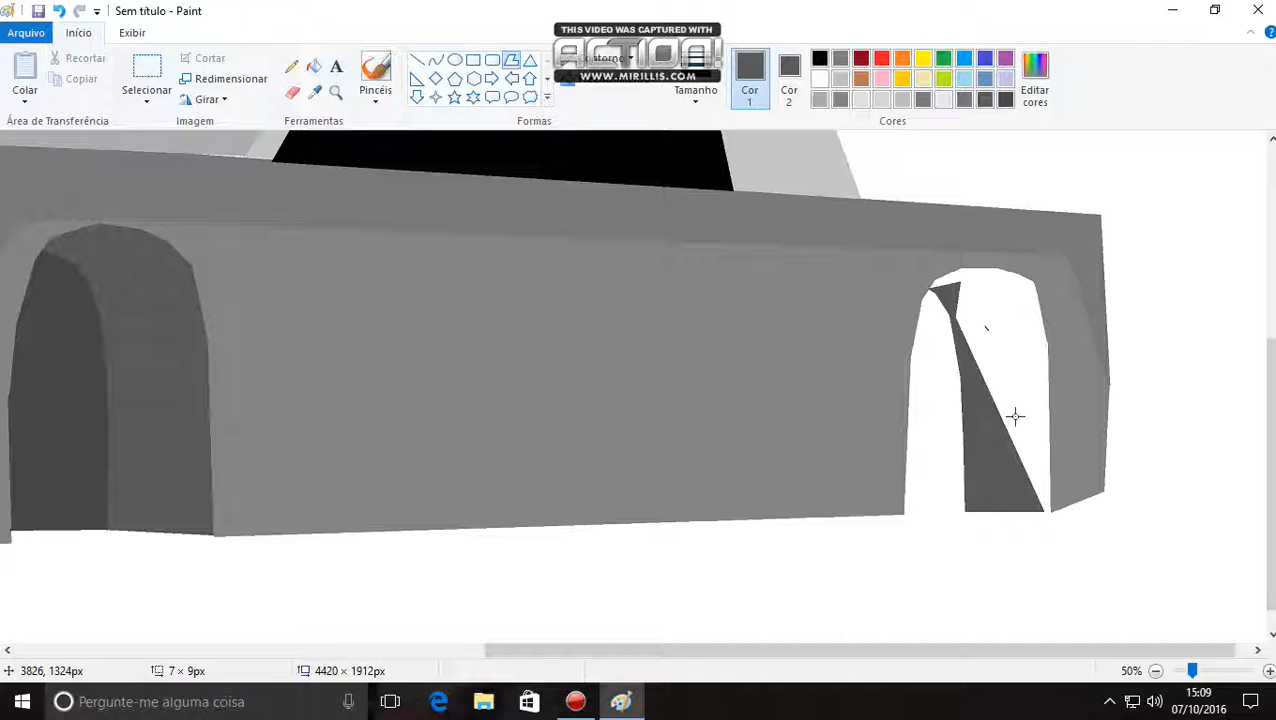 Sem título - Paint
Arquivo
Início
Exibir
THIS VIDEO WAS CAPTURED WITH
ACTION!
WWW.MIRILLIS.COM
Colar
Recortar
Copiar
Área de Transferência
Selecionar
Cortar
Redimensionar
Girar
Imagem
A
Ferramentas
Pincéis
Formas
Tamanho
Cor 1
Cor 2
Editar cores
Cores
3826, 1324px
7 × 9px
4420 × 1912px
50%
Pergunte-me alguma coisa
15:09
07/10/2016